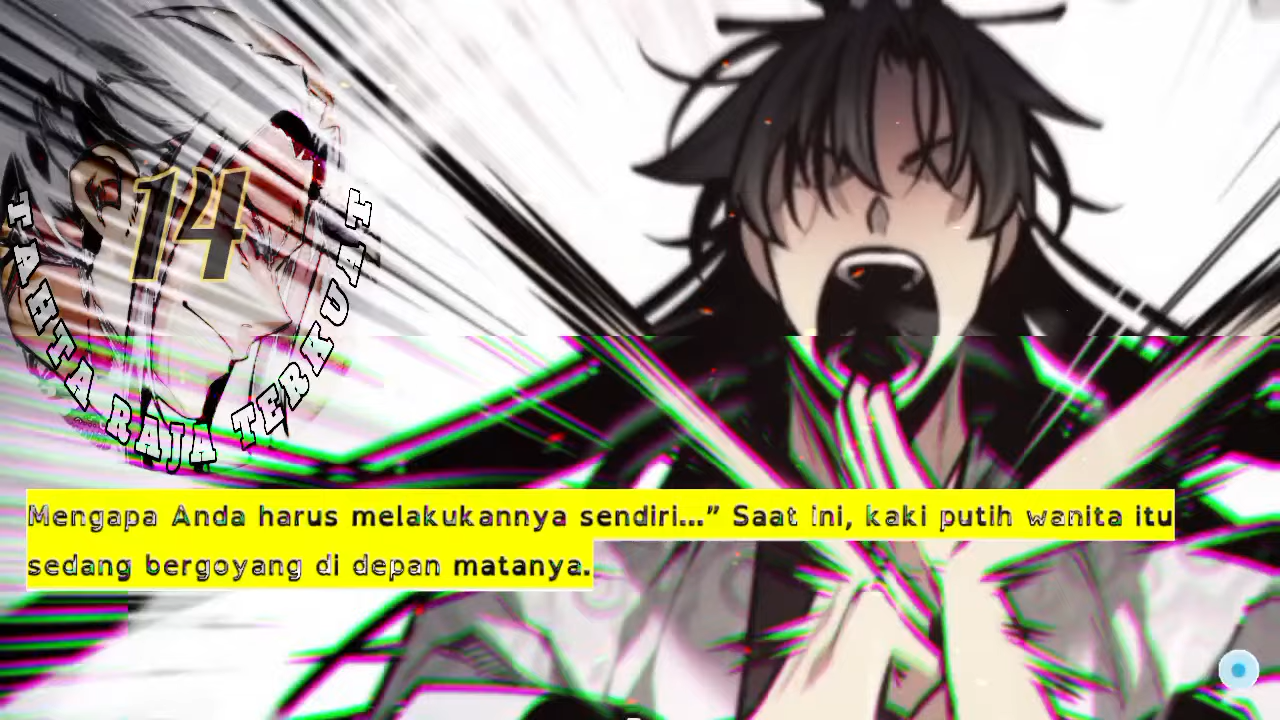 14
TAHTA RAJA TERKUAT
Mengapa Anda harus melakukannya sendiri...” Saat ini, kaki putih wanita itu
sedang bergoyang di depan matanya.